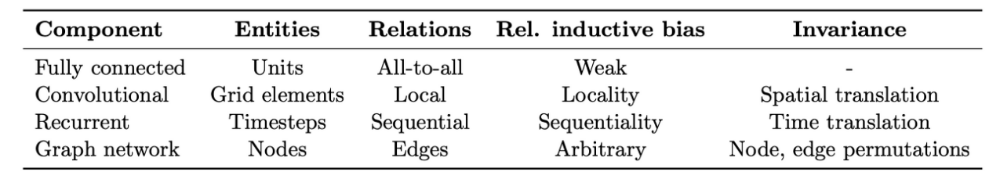 Component Entities Relations Rel. inductive bias Invariance
Fully connected Units All-to-all Weak -
Convolutional Grid elements Local Locality Spatial translation
Recurrent Timesteps Sequential Sequentiality Time translation
Graph network Nodes Edges Arbitrary Node, edge permutations